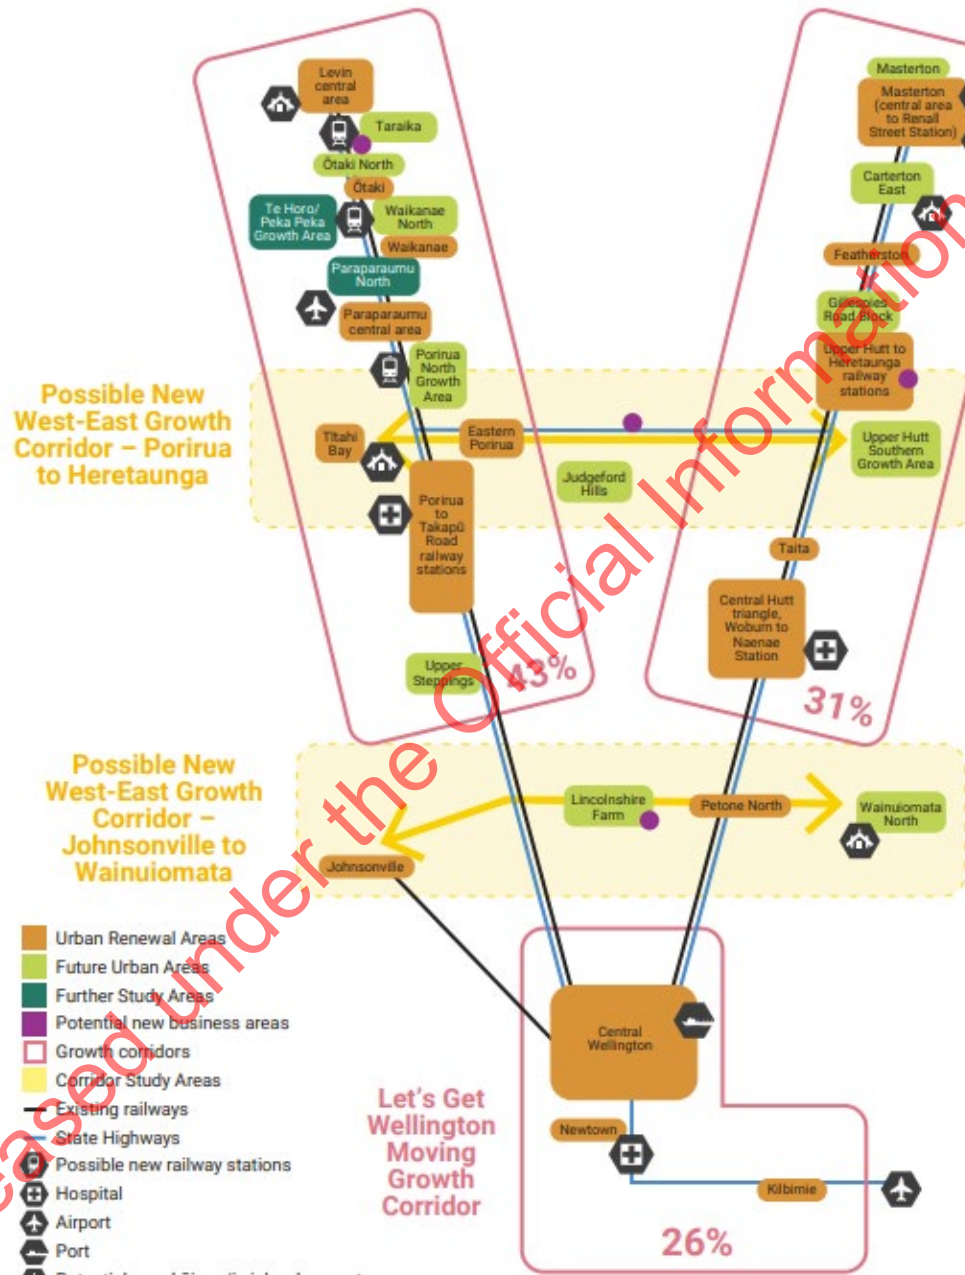 Levin
central
area
Taraika
Ōtaki North
Ōtaki
Te Horo/
Peka Peka
Growth Area
Waikanae
North
Waikanae
Paraparaumu
North
Paraparaumu
central area
Porirua
North
Growth
Area
Masterton
Masterton
(central area
to Renall
Street Station)
Carterton
East
Featherston
Gillespies
Road Block
Upper Hutt to
Heretaunga
railway
stations
Possible New
West-East Growth
Corridor – Porirua
to Heretaunga
Tītahi
Bay
Eastern
Porirua
Judgeford
Hills
Upper Hutt
Southern
Growth Area
Porirua
to
Takapū
Road
railway
stations
Taita
Central Hutt
triangle,
Woburn to
Naenae
Station
Upper
Steppings
43%
31%
Possible New
West-East Growth
Corridor –
Johnsonville to
Wainuiomata
Lincolnshire
Farm
Petone North
Wainuiomata
North
Johnsonville
Urban Renewal Areas
Future Urban Areas
Further Study Areas
Potential new business areas
Growth corridors
Corridor Study Areas
Existing railways
State Highways
Possible new railway stations
Hospital
Airport
Port
Central
Wellington
Let's Get
Wellington
Moving
Growth
Corridor
Newtown
Kilbirnie
26%
eased under the Official Information